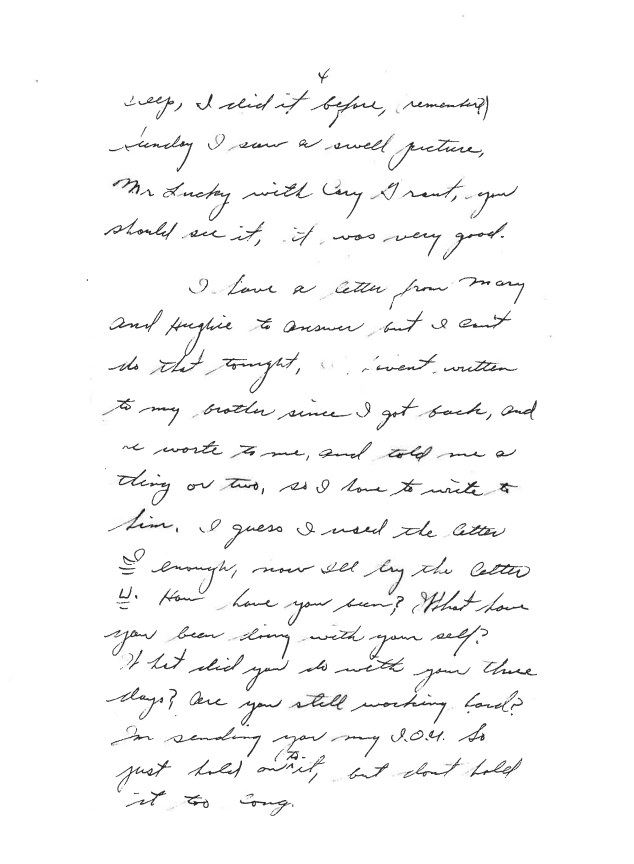 4
sleep, I did it before, (remember?)
Sunday I saw a swell picture,
Mr Lucky with Cary Grant, you
should see it, it was very good.
I have a letter from Mary
and Hughie to answer but I can't
do that tonight, I havent written
to my brother since I got back, and
he worte to me, and told me a
thing or two, so I have to write to
him. I guess I used the letter
I enough, now Ill try the letter
U. How have you been? What have
you been doing with your self?
What did you do with your three
days? Are you still working hard?
Im sending you my I.O.U. So
just hold on to it, but dont hold
it too long.